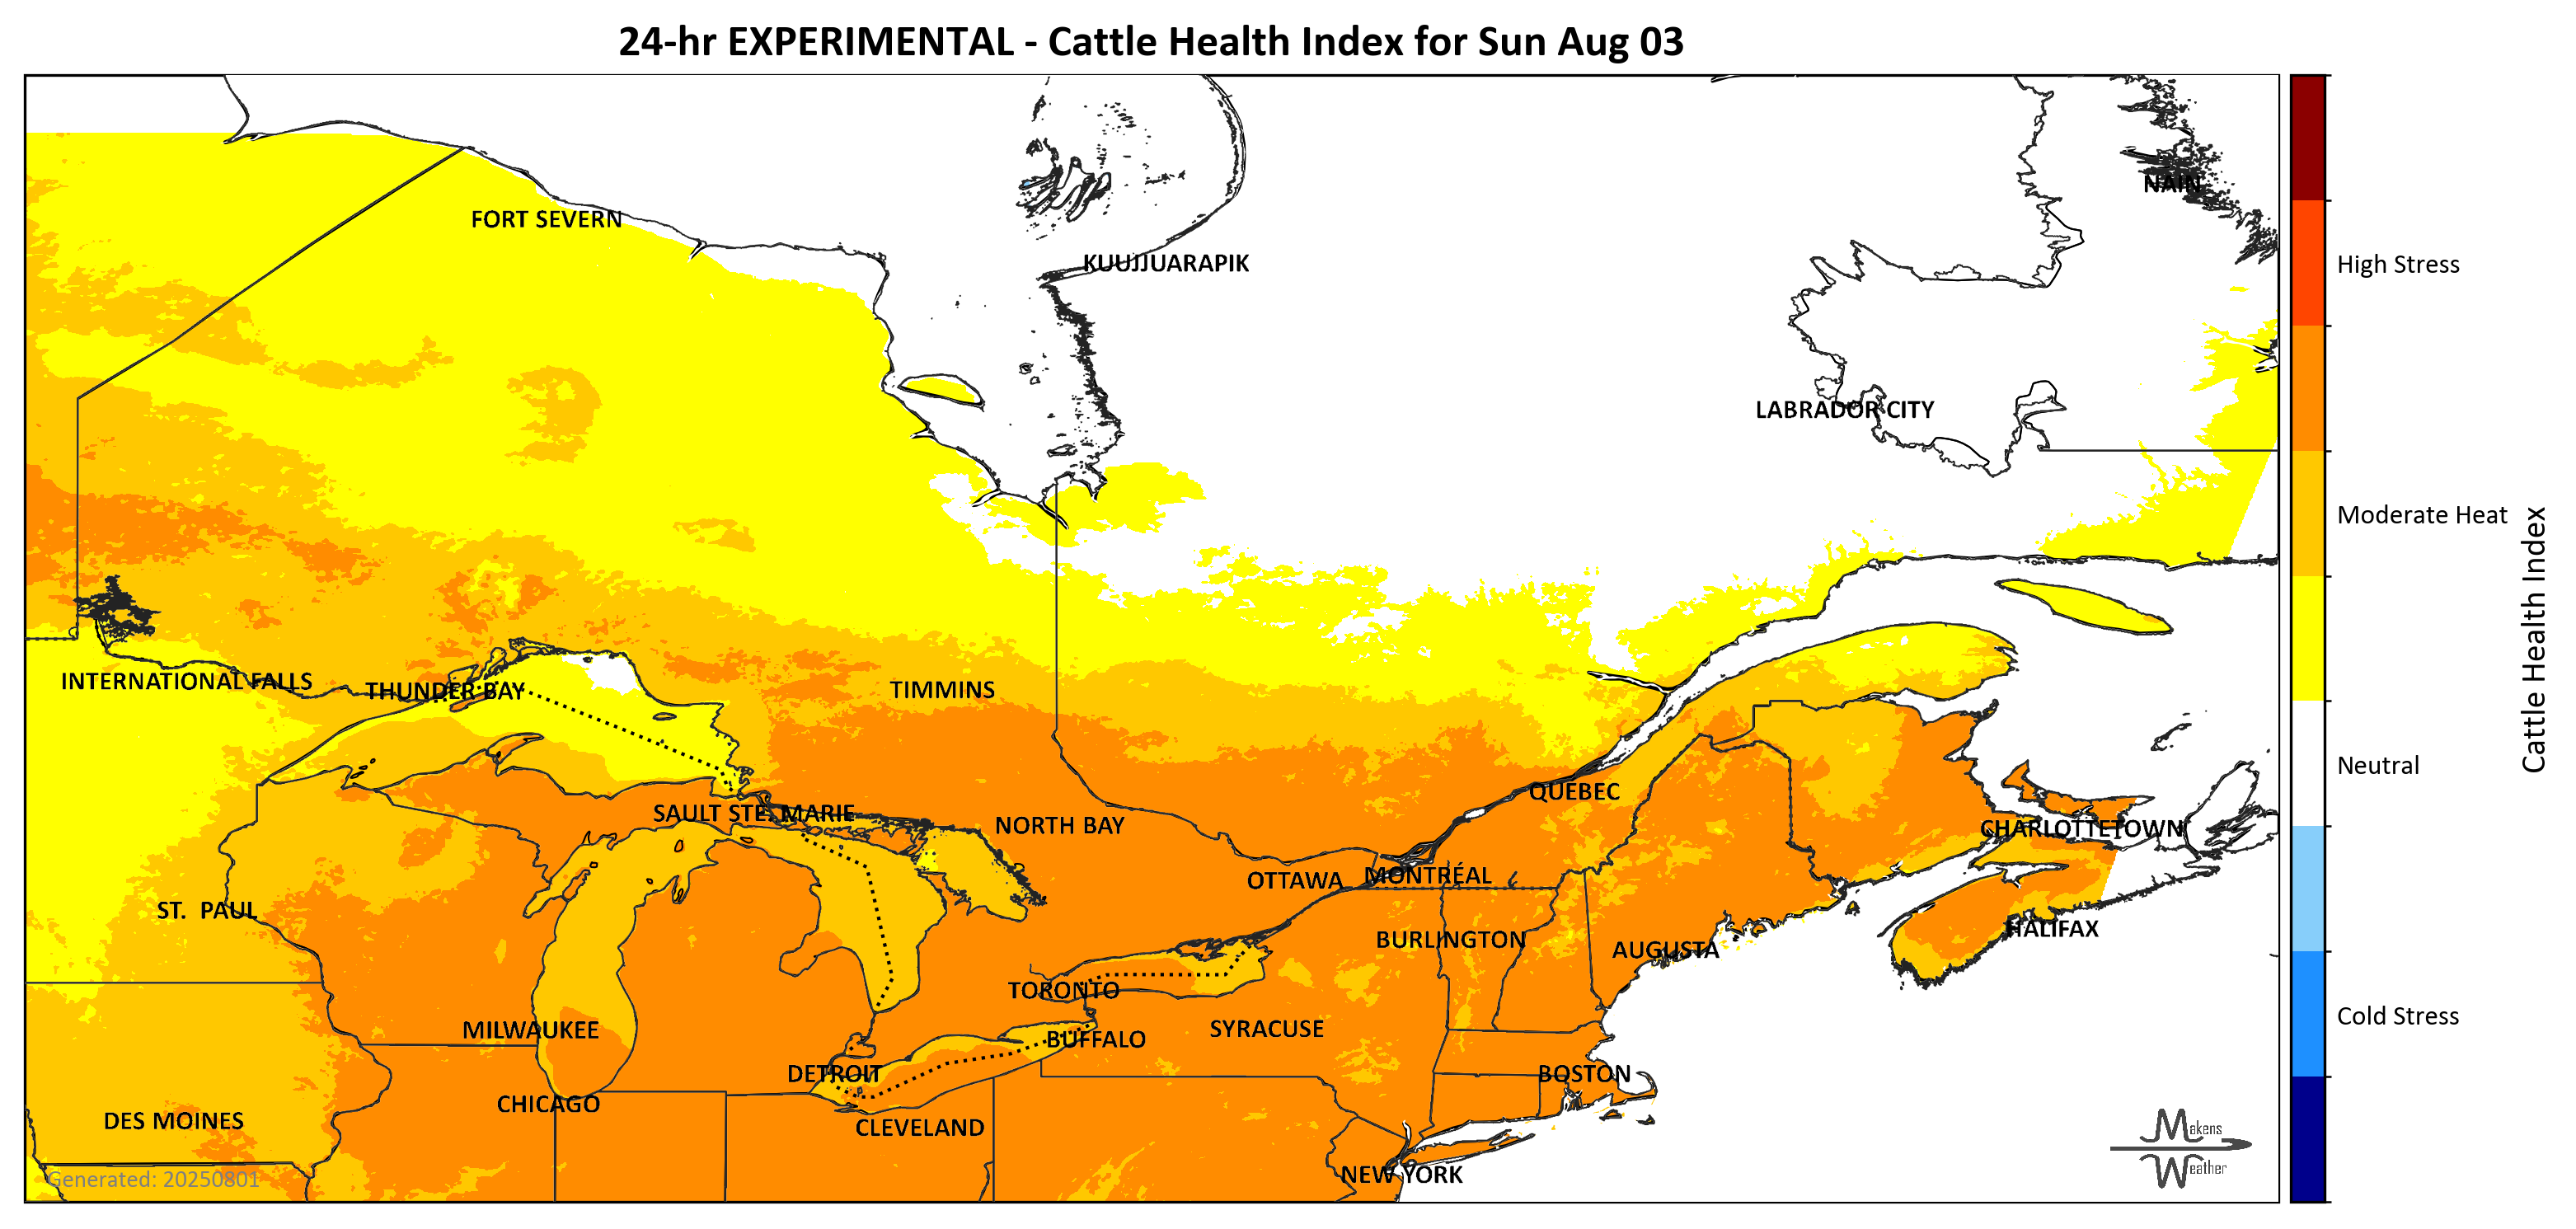 24-hr EXPERIMENTAL - Cattle Health Index for Sun Aug 03
NAIN
FORT SEVERN
KUUJJUARAPIK
High Stress
LABRADOR CITY
Moderate Heat
Cattle Health Index
INTERNATIONAL FALLS
THUNDER BAY
TIMMINS
Neutral
QUEBEC
SAULT STE. MARIE
NORTH BAY
CHARLOTTETOWN
OTTAWA
MONTRÉAL
ST. PAUL
HALIFAX
BURLINGTON
AUGUSTA
TORONTO
Cold Stress
MILWAUKEE
SYRACUSE
BUFFALO
DETROIT
BOSTON
CHICAGO
DES MOINES
CLEVELAND
Makens
Weather
NEW YORK
Generated: 20250801